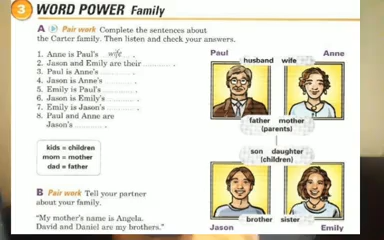 3 WORD POWER Family
A Pair work Complete the sentences about
the Carter family. Then listen and check your answers.
1. Anne is Paul's wife .
2. Jason and Emily are their .
3. Paul is Anne's .
4. Jason is Anne's .
5. Emily is Paul's .
6. Jason is Emily's .
7. Emily is Jason's .
8. Paul and Anne are
Jason's .
kids = children
mom = mother
dad = father
B Pair work Tell your partner
about your family.
"My mother's name is Angela.
David and Daniel are my brothers."
Paul
Anne
husband wife
father mother
(parents)
son daughter
(children)
brother sister
Jason
Emily